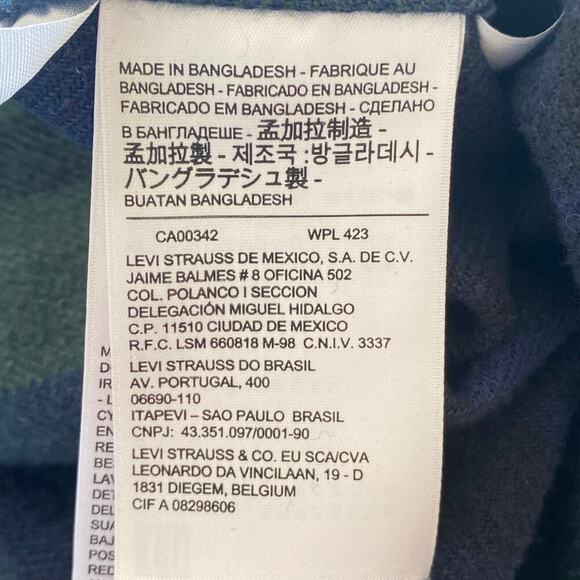 MADE IN BANGLADESH - FABRIQUE AU
BANGLADESH - FABRICADO EN BANGLADESH -
FABRICADO EM BANGLADESH - СДЕЛАНО
В БАНГЛАДЕШЕ - 孟加拉制造 -
孟加拉製 - 제조국 :방글라데시 -
バングラデシュ製 -
BUATAN BANGLADESH
CA00342 WPL 423
LEVI STRAUSS DE MEXICO, S.A. DE C.V.
JAIME BALMES # 8 OFICINA 502
COL. POLANCO I SECCION
DELEGACIÓN MIGUEL HIDALGO
C.P. 11510 CIUDAD DE MEXICO
R.F.C. LSM 660818 M-98 C.N.I.V. 3337
LEVI STRAUSS DO BRASIL
AV. PORTUGAL, 400
06690-110
ITAPEVI – SAO PAULO BRASIL
CNPJ: 43.351.097/0001-90
LEVI STRAUSS & CO. EU SCA/CVA
LEONARDO DA VINCILAAN, 19 - D
1831 DIEGEM, BELGIUM
CIF A 08298606